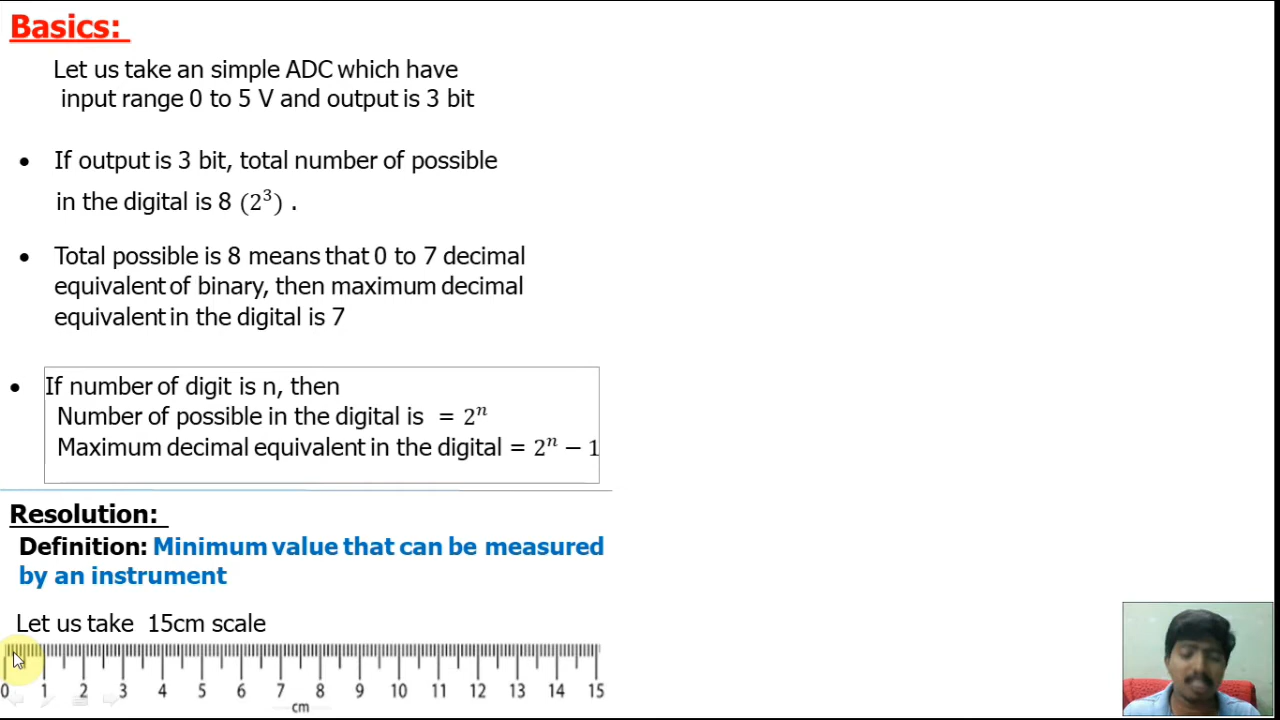 Basics:
Let us take an simple ADC which have
input range 0 to 5 V and output is 3 bit
• If output is 3 bit, total number of possible
in the digital is 8 (2³) .
• Total possible is 8 means that 0 to 7 decimal
equivalent of binary, then maximum decimal
equivalent in the digital is 7
• If number of digit is n, then
Number of possible in the digital is = 2ⁿ
Maximum decimal equivalent in the digital = 2ⁿ − 1
Resolution:
Definition: Minimum value that can be measured
by an instrument
Let us take 15cm scale
0 1 2 3 4 5 6 7 8 9 10 11 12 13 14 15
cm